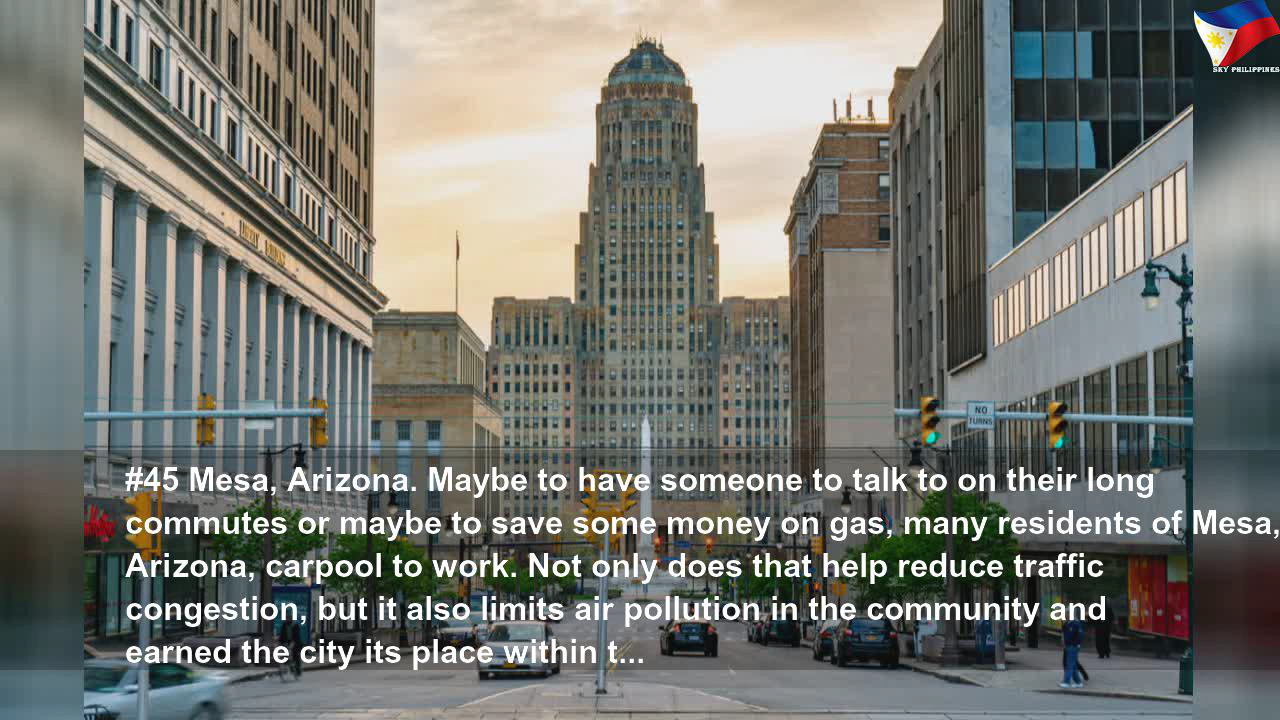 SKY PHILIPPINES
NO
TURNS
#45 Mesa, Arizona. Maybe to have someone to talk to on their long
commutes or maybe to save some money on gas, many residents of Mesa,
Arizona, carpool to work. Not only does that help reduce traffic
congestion, but it also limits air pollution in the community and
earned the city its place within t...